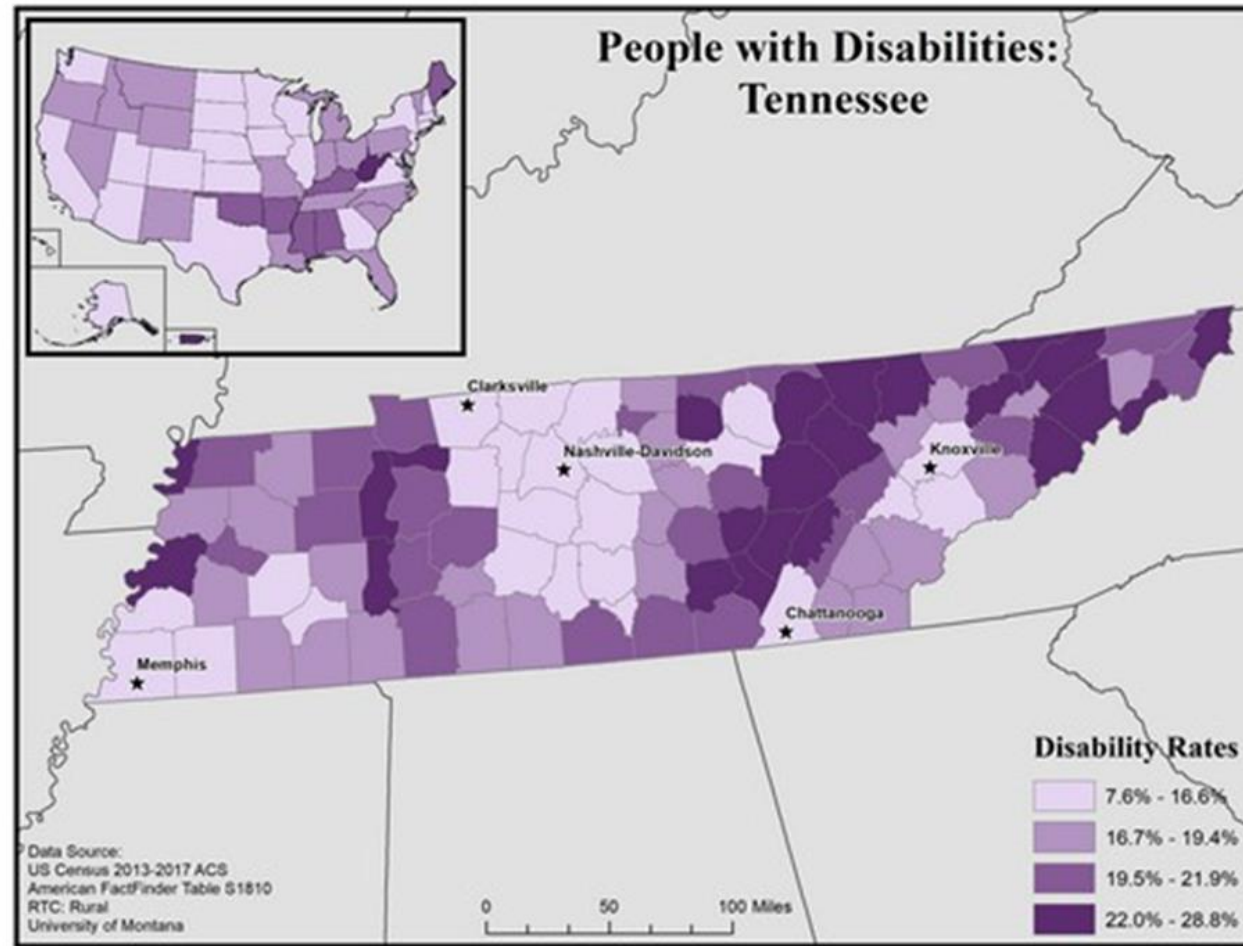 People with Disabilities:
Tennessee
Clarksville
Nashville-Davidson
Knoxville
Chattanooga
Memphis
Disability Rates
7.6% - 16.6%
16.7% - 19.4%
19.5% - 21.9%
22.0% - 28.8%
Data Source:
US Census 2013-2017 ACS
American FactFinder Table S1810
RTC: Rural
University of Montana
0 50 100 Miles